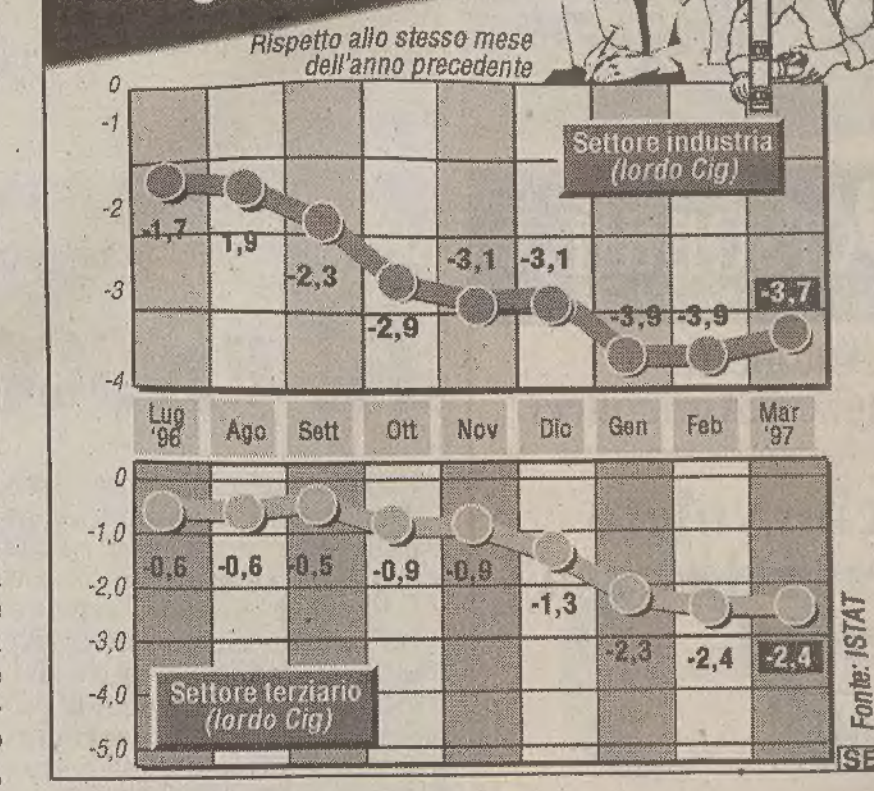 Rispetto allo stesso mese
dell'anno precedente
0
-1
-2
-3
-4
Settore industria
(lordo Cig)
-1,7
1,9
-2,3
-2,9
-3,1
-3,1
-3,9
-3,9
-3,7
Lug '96
Ago
Sett
Ott
Nov
Dic
Gen
Feb
Mar '97
0
-1,0
-2,0
-3,0
-4,0
-5,0
-0,6
-0,6
-0,5
-0,9
-0,9
-1,3
-2,3
-2,4
-2,4
Settore terziario
(lordo Cig)
Fonte: ISTAT
SE